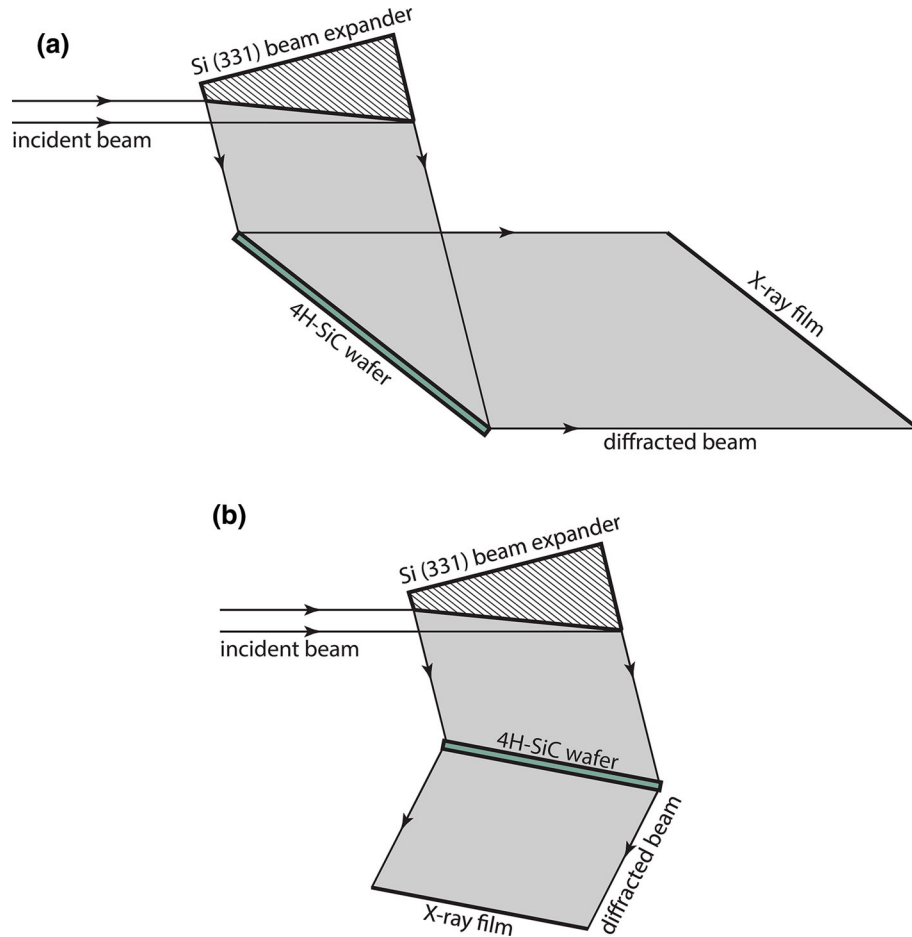 (a)
Si (331) beam expander
incident beam
4H-SiC wafer
X-ray film
diffracted beam
(b)
Si (331) beam expander
incident beam
4H-SiC wafer
diffracted beam
X-ray film